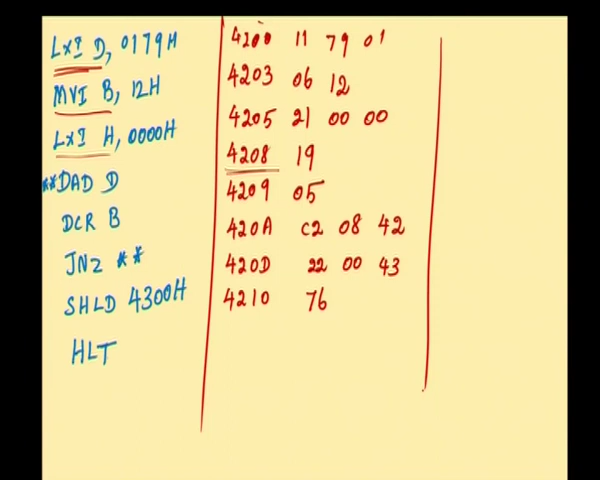 LXI D, 0179H 4200 11 79 01
MVI B, 12H 4203 06 12
LXI H, 0000H 4205 21 00 00
**DAD D 4208 19
DCR B 4209 05
JNZ ** 420A C2 08 42
SHLD 4300H 420D 22 00 43
HLT 4210 76